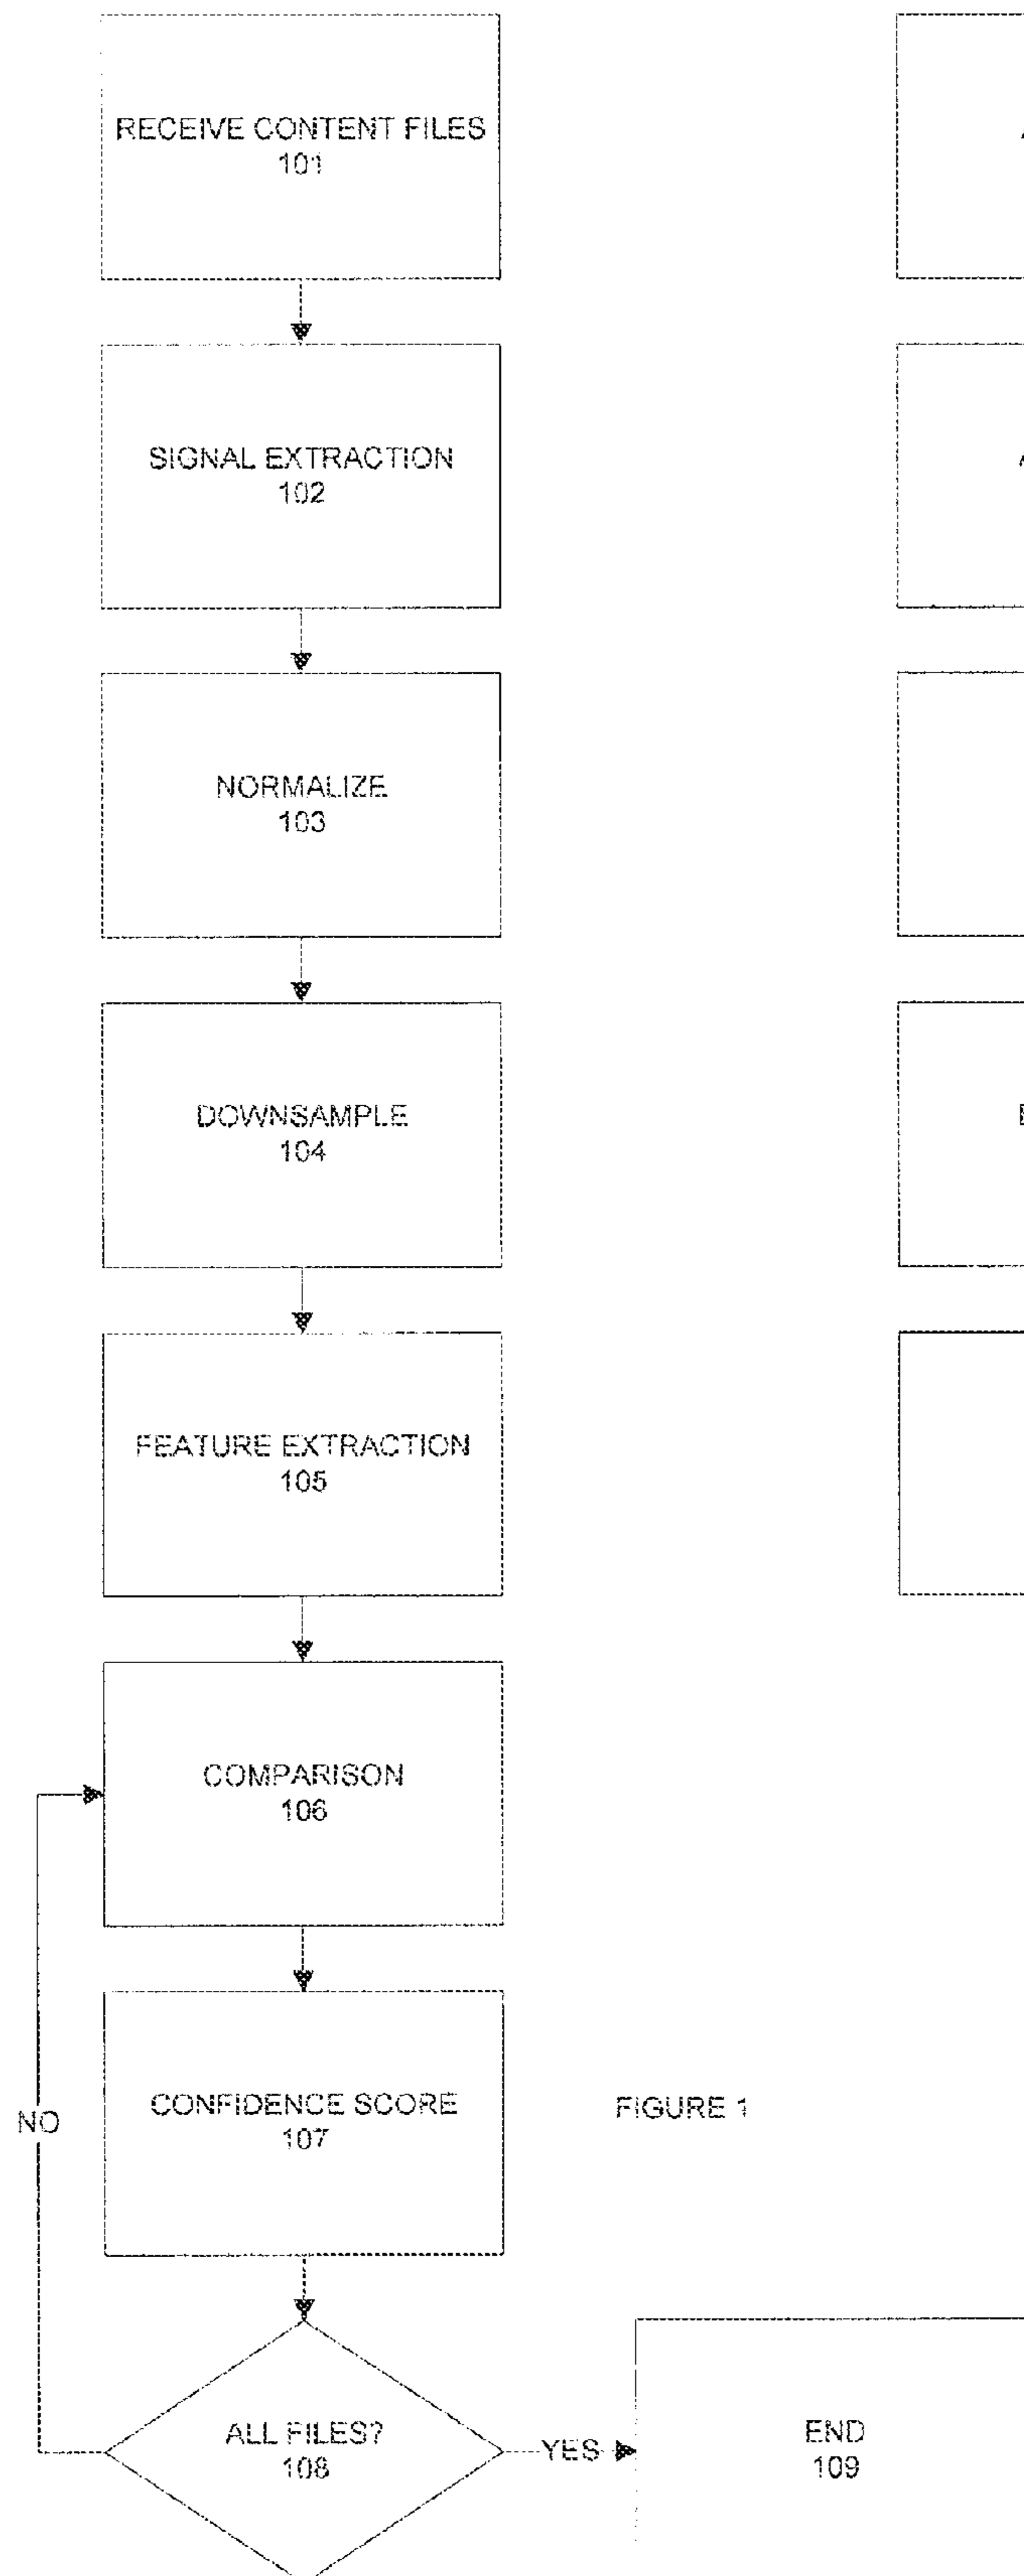 RECEIVE CONTENT FILES
101
SIGNAL EXTRACTION
102
NORMALIZE
103
DOWNSAMPLE
104
FEATURE EXTRACTION
105
COMPARISON
106
CONFIDENCE SCORE
107
NO
FIGURE 1
ALL FILES?
108
YES
END
109